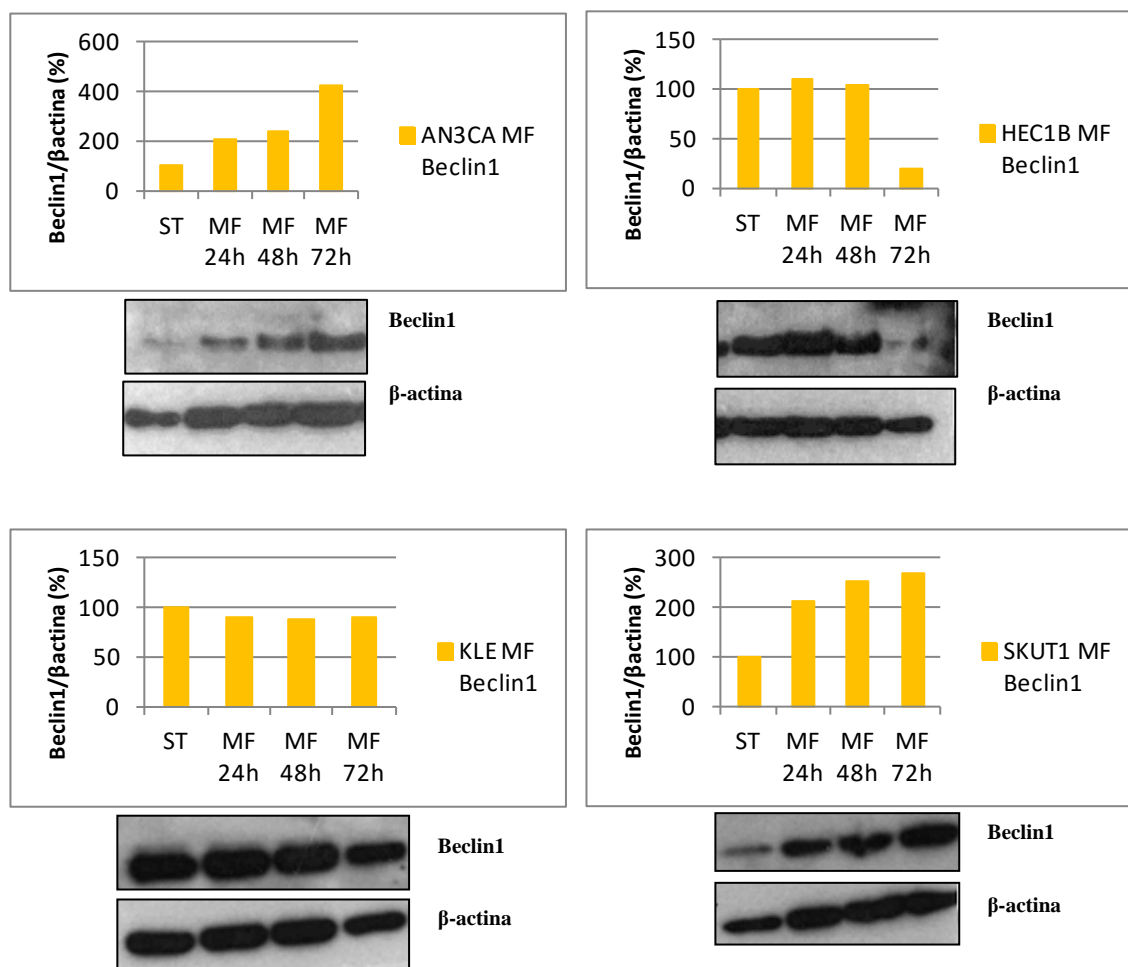 Beclin1/βactina (%)
600
400
200
0
ST MF MF MF
24h 48h 72h
AN3CA MF
Beclin1
Beclin1
β-actina
Beclin1/βactina (%)
150
100
50
0
ST MF MF MF
24h 48h 72h
HEC1B MF
Beclin1
Beclin1
β-actina
Beclin1/βactina (%)
150
100
50
0
ST MF MF MF
24h 48h 72h
KLE MF
Beclin1
Beclin1
β-actina
Beclin1/βactina (%)
300
200
100
0
ST MF MF MF
24h 48h 72h
SKUT1 MF
Beclin1
Beclin1
β-actina